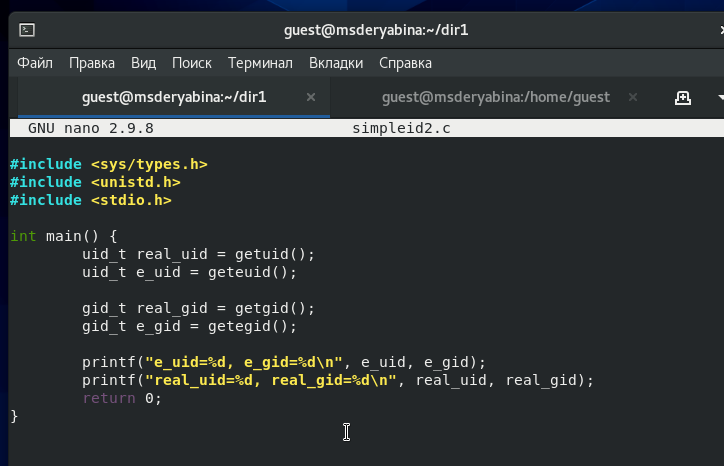 guest@msderyabina:~/dir1
Файл Правка Вид Поиск Терминал Вкладки Справка
guest@msderyabina:~/dir1 × guest@msderyabina:/home/guest ×
GNU nano 2.9.8 simpleid2.c
#include <sys/types.h>
#include <unistd.h>
#include <stdio.h>
int main() {
uid_t real_uid = getuid();
uid_t e_uid = geteuid();
gid_t real_gid = getgid();
gid_t e_gid = getegid();
printf("e_uid=%d, e_gid=%d\n", e_uid, e_gid);
printf("real_uid=%d, real_gid=%d\n", real_uid, real_gid);
return 0;
}